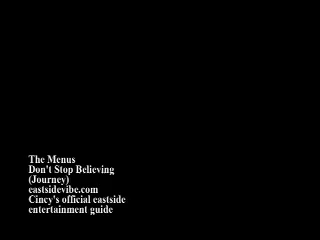 The Menus
Don't Stop Believing
(Journey)
eastsidevibe.com
Cincy's official eastside
entertainment guide